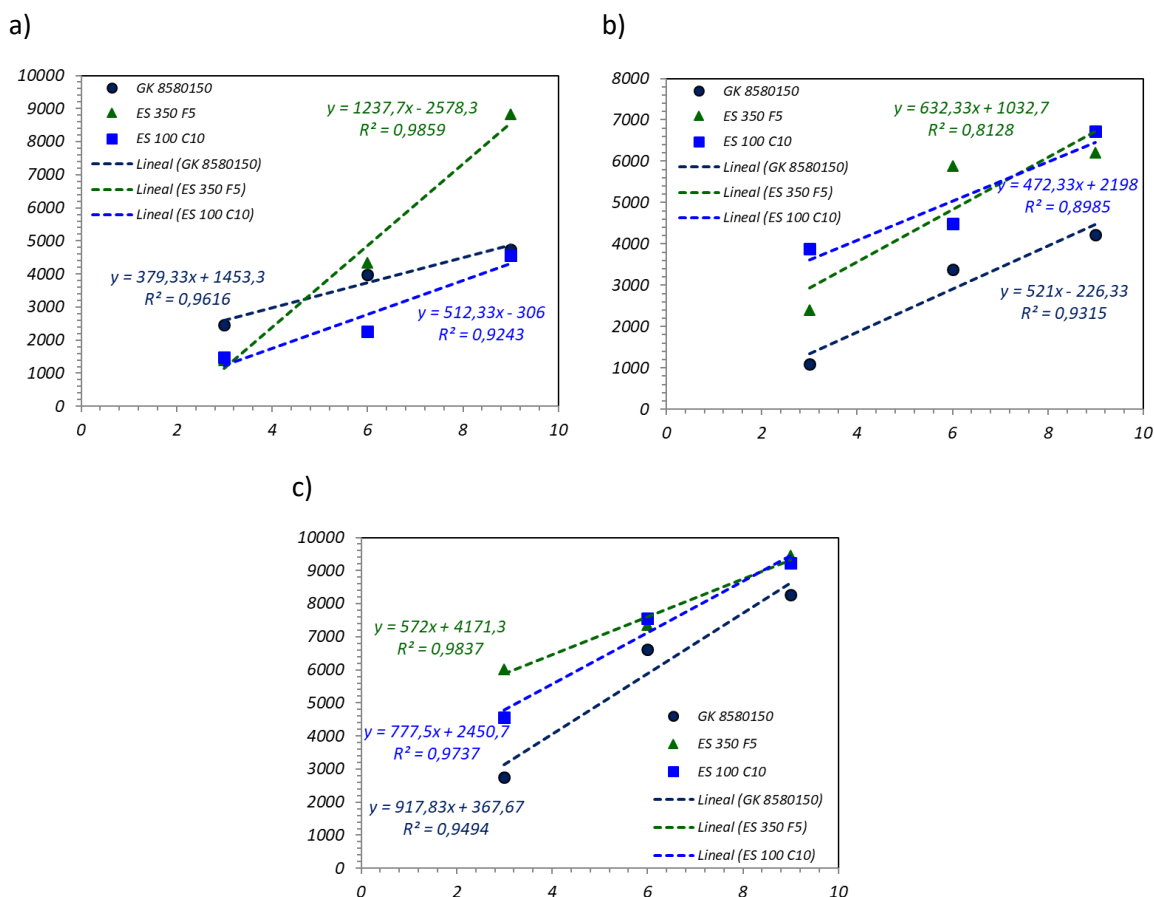 a)
10000
9000
8000
7000
6000
5000
4000
3000
2000
1000
0
0 2 4 6 8 10
GK 8580150
ES 350 F5
ES 100 C10
Lineal (GK 8580150)
Lineal (ES 350 F5)
Lineal (ES 100 C10)
y = 1237,7x - 2578,3
R² = 0,9859
y = 379,33x + 1453,3
R² = 0,9616
y = 512,33x - 306
R² = 0,9243
b)
8000
7000
6000
5000
4000
3000
2000
1000
0
0 2 4 6 8 10
GK 8580150
ES 350 F5
ES 100 C10
Lineal (GK 8580150)
Lineal (ES 350 F5)
Lineal (ES 100 C10)
y = 632,33x + 1032,7
R² = 0,8128
y = 472,33x + 2198
R² = 0,8985
y = 521x - 226,33
R² = 0,9315
c)
10000
9000
8000
7000
6000
5000
4000
3000
2000
1000
0
0 2 4 6 8 10
y = 572x + 4171,3
R² = 0,9837
y = 777,5x + 2450,7
R² = 0,9737
y = 917,83x + 367,67
R² = 0,9494
GK 8580150
ES 350 F5
ES 100 C10
Lineal (GK 8580150)
Lineal (ES 350 F5)
Lineal (ES 100 C10)